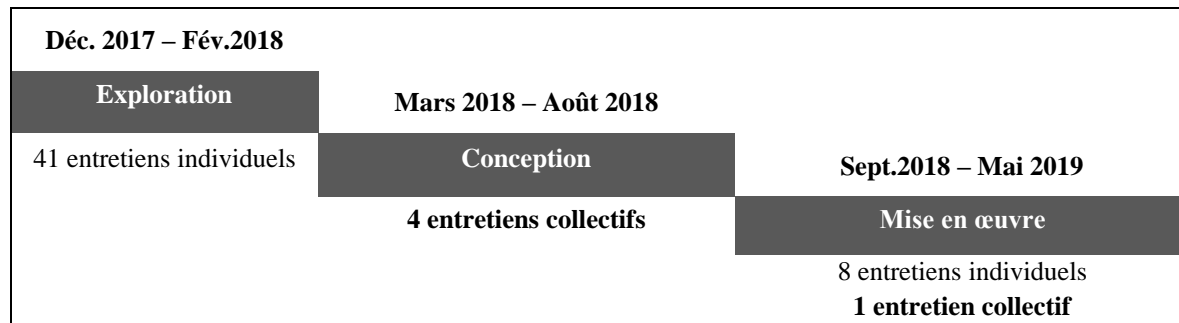 Déc. 2017 – Fév.2018
Exploration
41 entretiens individuels
Mars 2018 – Août 2018
Conception
4 entretiens collectifs
Sept.2018 – Mai 2019
Mise en œuvre
8 entretiens individuels
1 entretien collectif